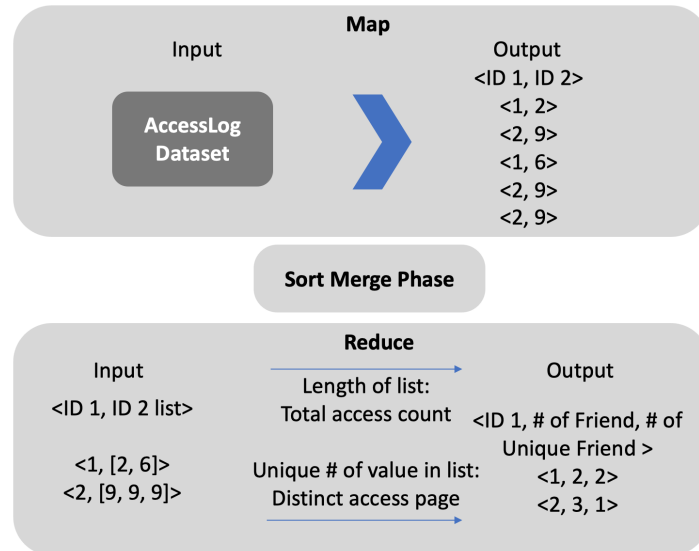 Map
Input
AccessLog
Dataset
Output
<ID 1, ID 2>
<1, 2>
<2, 9>
<1, 6>
<2, 9>
<2, 9>
Sort Merge Phase
Reduce
Input
<ID 1, ID 2 list>
<1, [2, 6]>
<2, [9, 9, 9]>
Length of list:
Total access count
Unique # of value in list:
Distinct access page
Output
<ID 1, # of Friend, # of
Unique Friend >
<1, 2, 2>
<2, 3, 1>